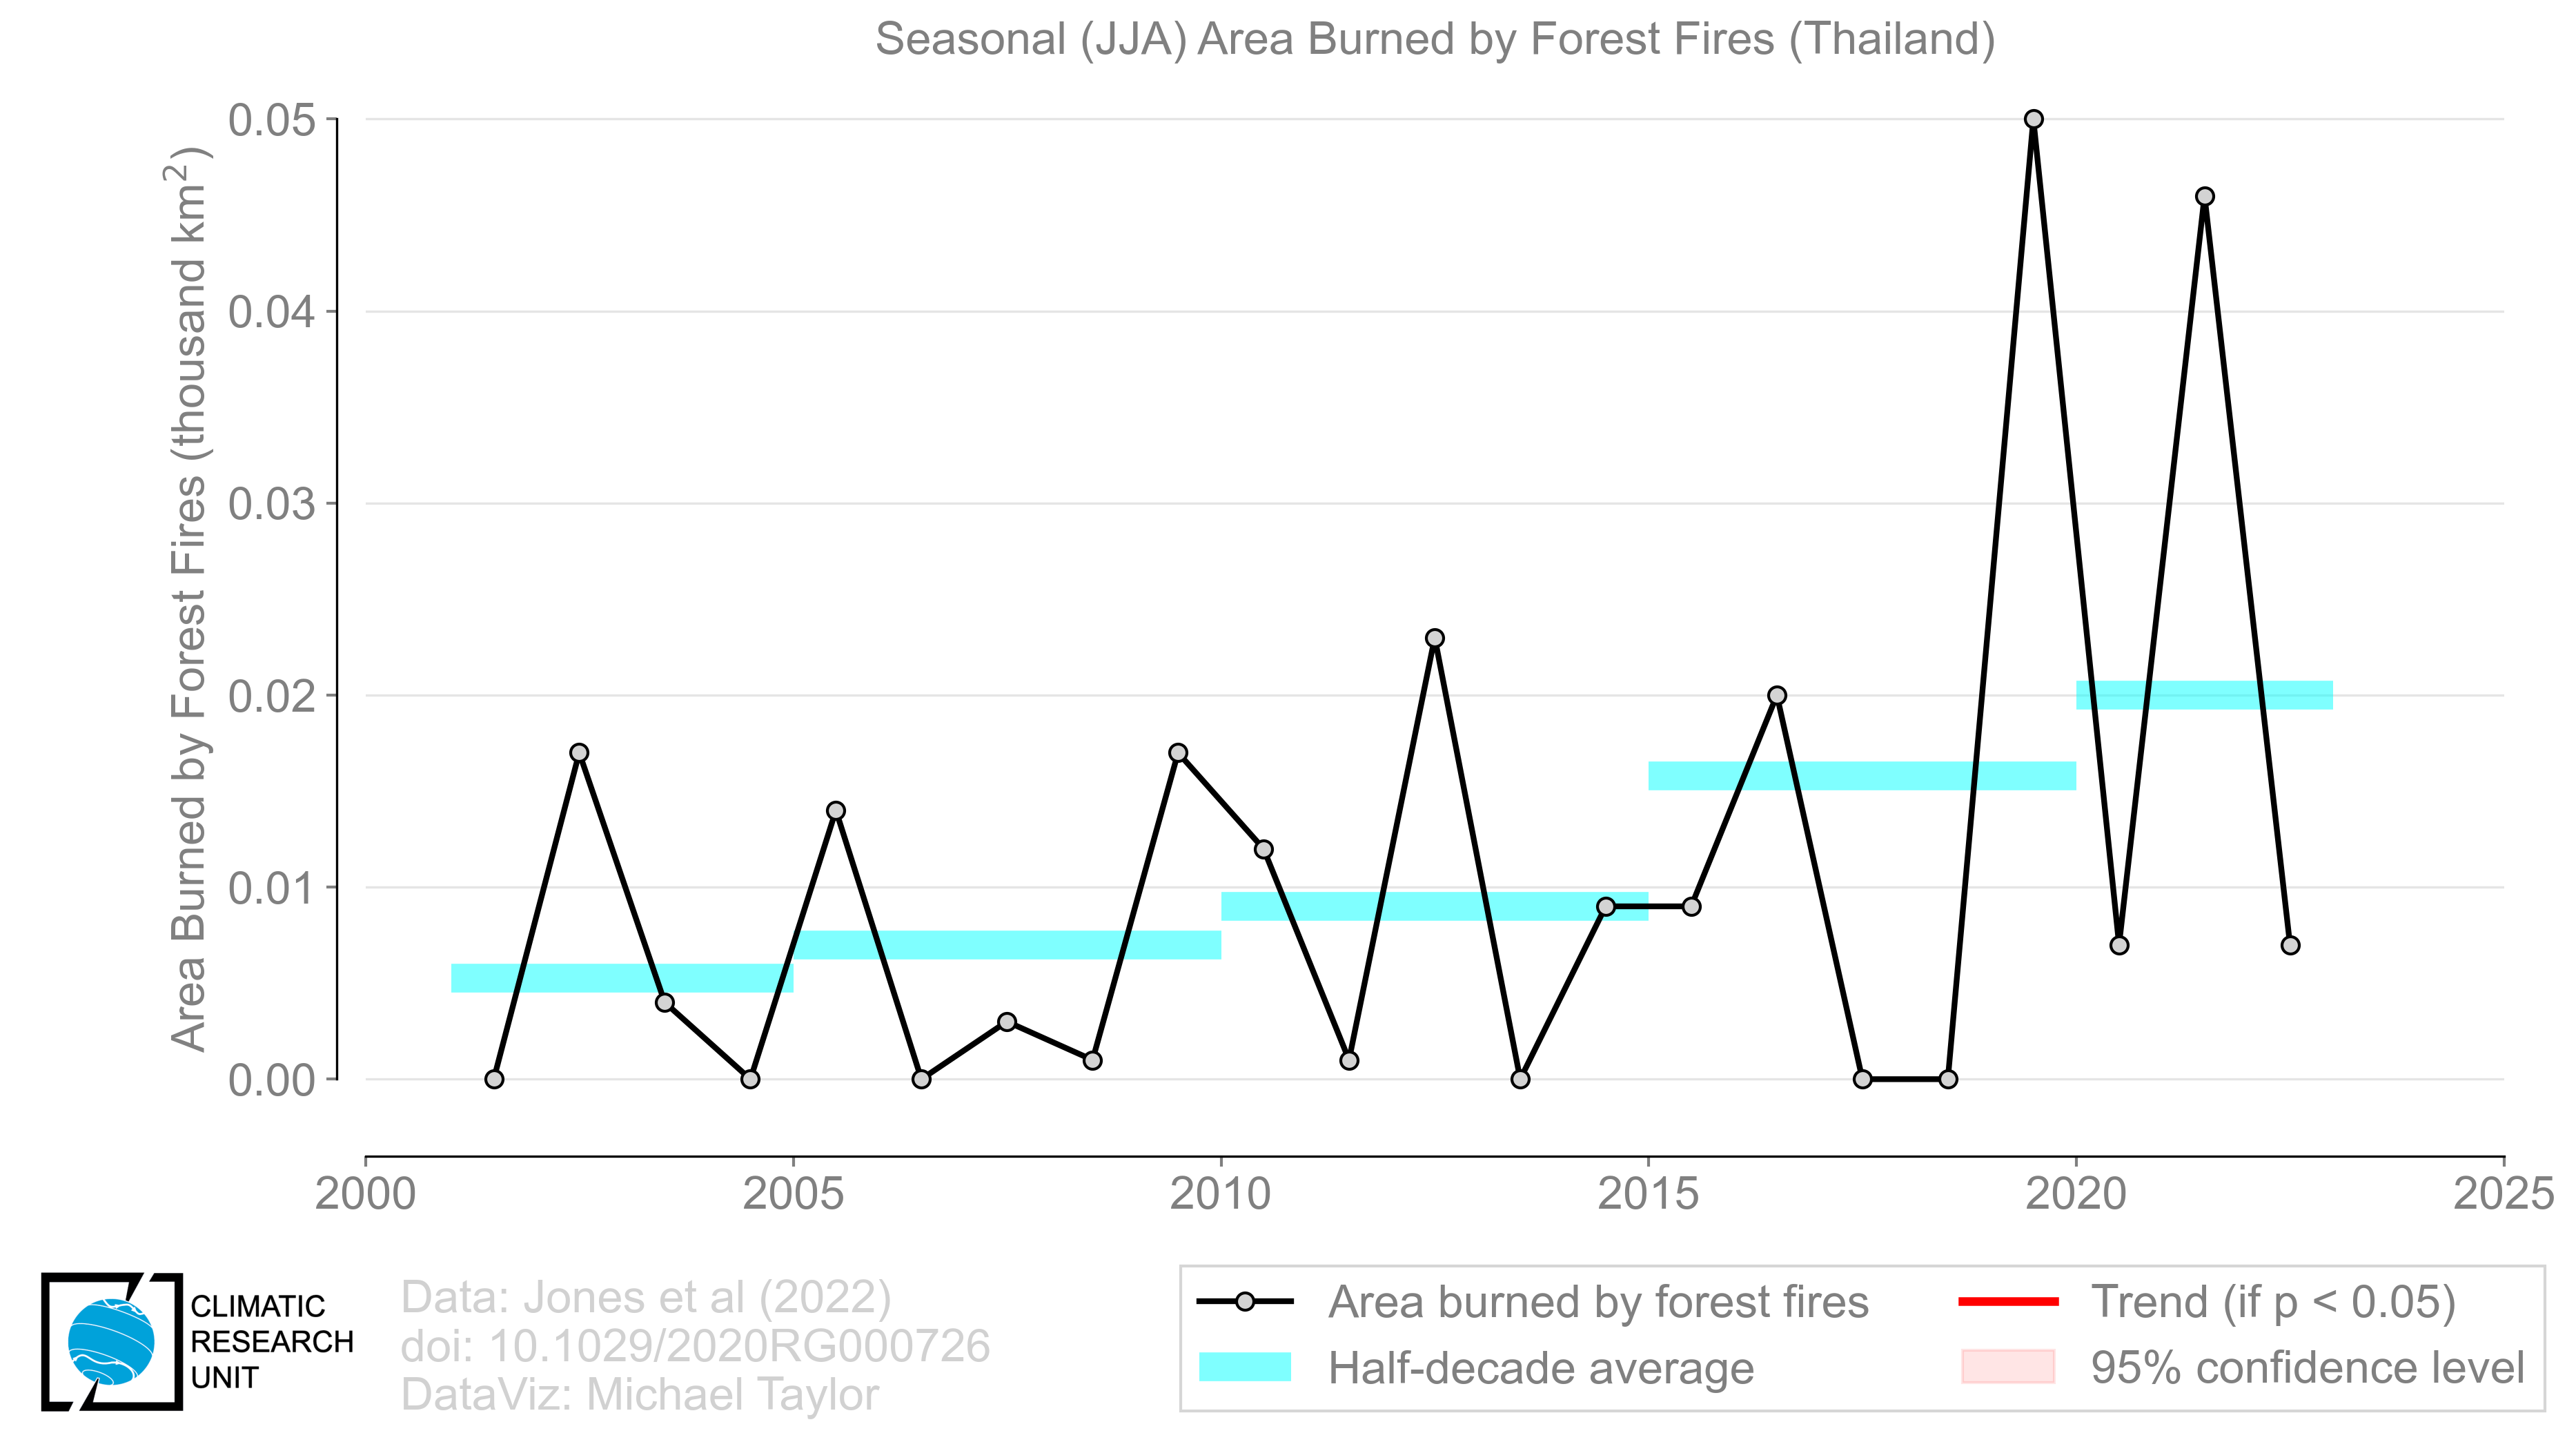 Seasonal (JJA) Area Burned by Forest Fires (Thailand)
Area Burned by Forest Fires (thousand km²)
0.05
0.04
0.03
0.02
0.01
0.00
2000 2005 2010 2015 2020 2025
CLIMATIC
RESEARCH
UNIT
Data: Jones et al (2022)
doi: 10.1029/2020RG000726
DataViz: Michael Taylor
Area burned by forest fires
Half-decade average
Trend (if p < 0.05)
95% confidence level